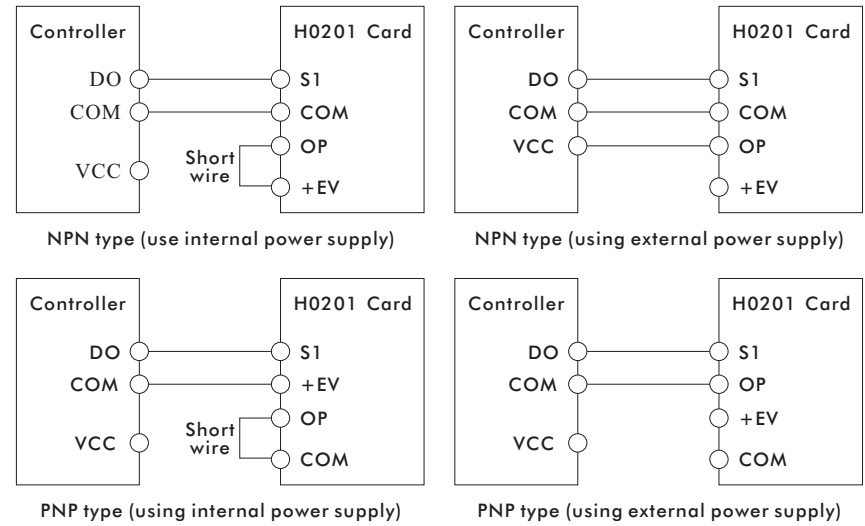 Controller
H0201 Card
DO
S1
COM
COM
OP
Short
wire
VCC
+EV
NPN type (use internal power supply)
Controller
H0201 Card
DO
S1
COM
COM
VCC
OP
+EV
NPN type (using external power supply)
Controller
H0201 Card
DO
S1
COM
+EV
OP
Short
wire
VCC
COM
PNP type (using internal power supply)
Controller
H0201 Card
DO
S1
COM
OP
+EV
VCC
COM
PNP type (using external power supply)